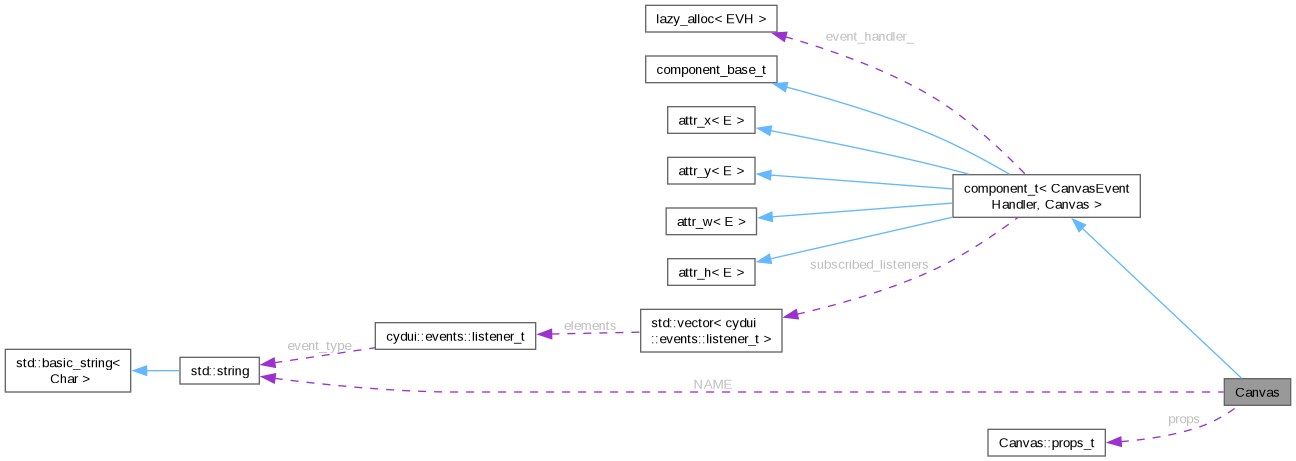 lazy_alloc< EVH >
event_handler_
component_base_t
attr_x< E >
attr_y< E >
component_t< CanvasEvent
Handler, Canvas >
attr_w< E >
attr_h< E >
subscribed_listeners
std::vector< cydui
::events::listener_t >
elements
cydui::events::listener_t
event_type
std::basic_string<
Char >
std::string
NAME
Canvas
props
Canvas::props_t